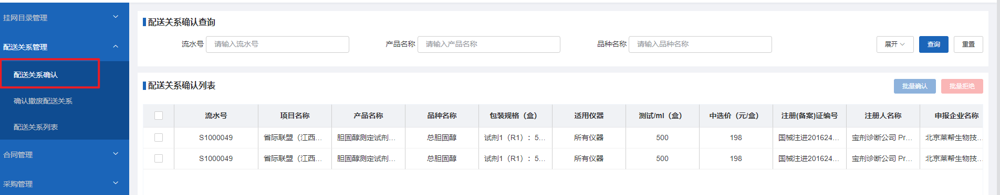 挂网目录管理
配送关系管理
配送关系确认
确认撤废配送关系
配送关系列表
合同管理
采购管理
配送关系确认查询
流水号 请输入流水号 产品名称 请输入产品名称 品种名称 请输入品种名称 展开 查询 重置
配送关系确认列表 批量确认 批量拒绝
流水号 项目名称 产品名称 品种名称 包装规格（盒） 适用仪器 测试/ml（盒） 中选价（元/盒） 注册(备案)证编号 注册人名称 申报企业名称
S1000049 省际联盟（江西... 胆固醇测定试剂... 总胆固醇 试剂1（R1）：5... 所有仪器 500 198 国械注进201624... 宝剂诊断公司 Pr... 北京莱帮生物技...
S1000049 省际联盟（江西... 胆固醇测定试剂... 总胆固醇 试剂1（R1）：5... 所有仪器 500 198 国械注进201624... 宝剂诊断公司 Pr... 北京莱帮生物技...